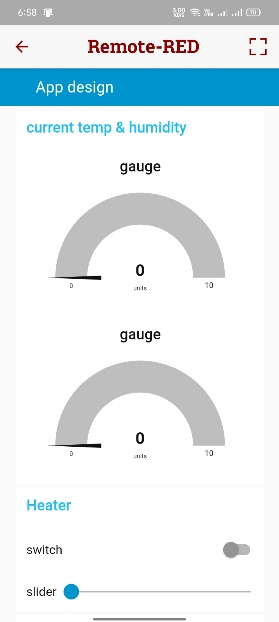 6:58
Remote-RED
App design
current temp & humidity
gauge
0
0
units
10
gauge
0
0
units
10
Heater
switch
slider